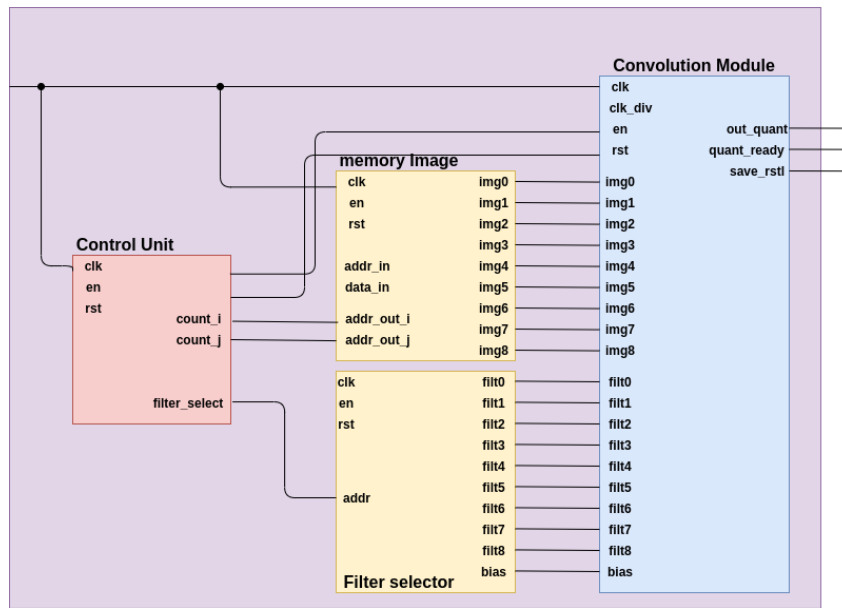 Convolution Module
clk
clk_div
en
rst
out_quant
quant_ready
save_rstl
img0
img1
img2
img3
img4
img5
img6
img7
img8
filt0
filt1
filt2
filt3
filt4
filt5
filt6
filt7
filt8
bias
memory Image
clk
en
rst
addr_in
data_in
addr_out_i
addr_out_j
img0
img1
img2
img3
img4
img5
img6
img7
img8
Control Unit
clk
en
rst
count_i
count_j
filter_select
clk
en
rst
addr
filt0
filt1
filt2
filt3
filt4
filt5
filt6
filt7
filt8
bias
Filter selector